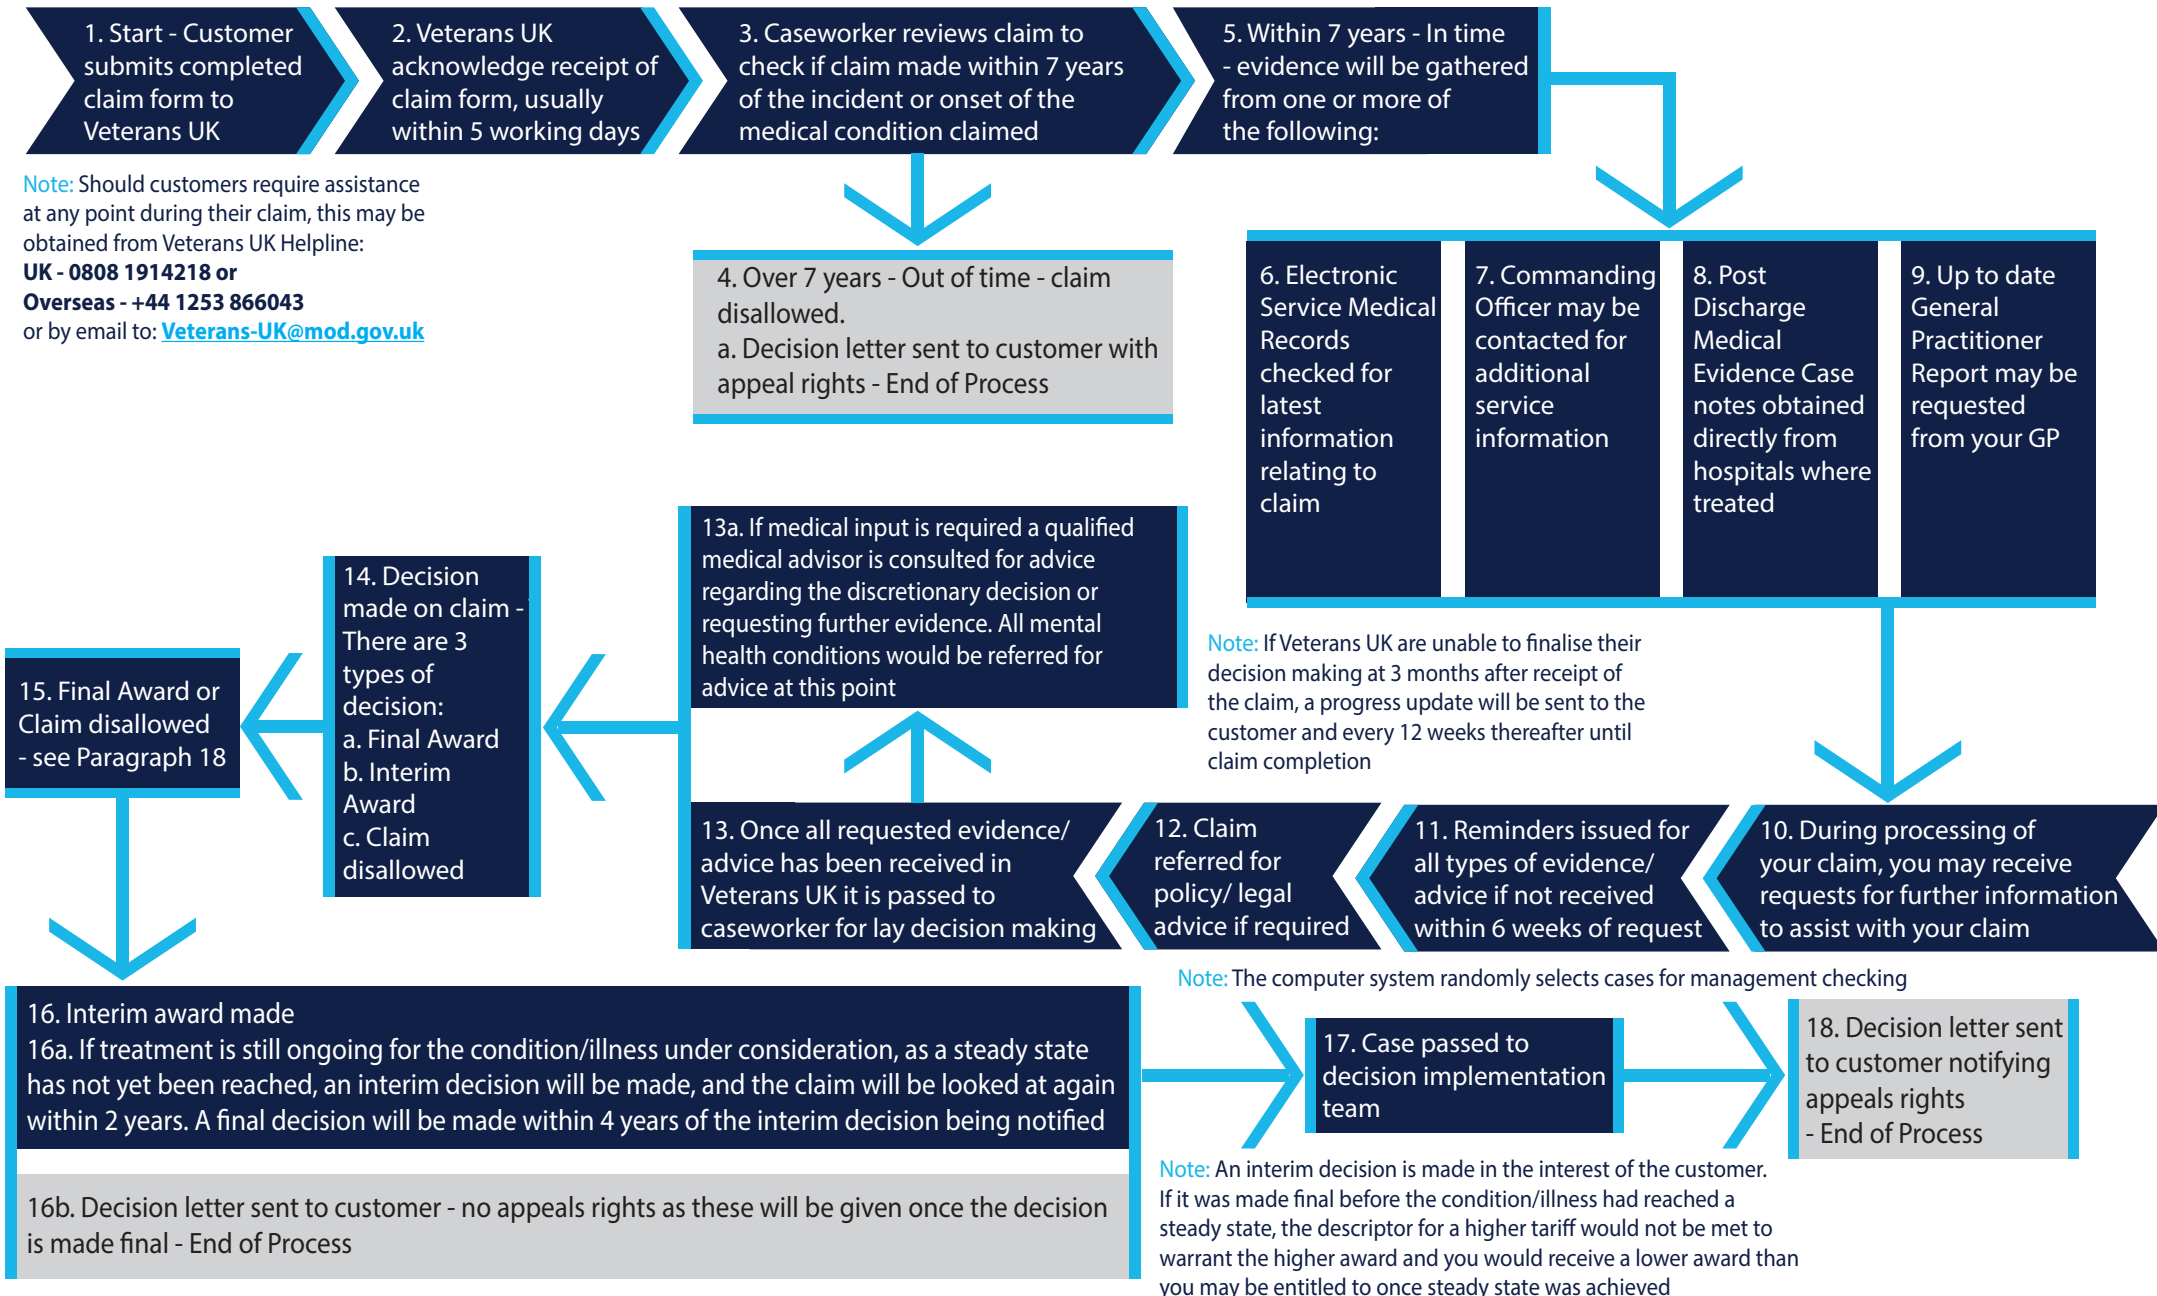 1. Start - Customer
submits completed
claim form to
Veterans UK
2. Veterans UK
acknowledge receipt of
claim form, usually
within 5 working days
3. Caseworker reviews claim to
check if claim made within 7 years
of the incident or onset of the
medical condition claimed
5. Within 7 years - In time
- evidence will be gathered
from one or more of
the following:
Note: Should customers require assistance
at any point during their claim, this may be
obtained from Veterans UK Helpline:
UK - 0808 1914218 or
Overseas - +44 1253 866043
or by email to: Veterans-UK@mod.gov.uk
4. Over 7 years - Out of time - claim
disallowed.
a. Decision letter sent to customer with
appeal rights - End of Process
6. Electronic
Service Medical
Records
checked for
latest
information
relating to
claim
7. Commanding
Officer may be
contacted for
additional
service
information
8. Post
Discharge
Medical
Evidence Case
notes obtained
directly from
hospitals where
treated
9. Up to date
General
Practitioner
Report may be
requested
from your GP
Note: If Veterans UK are unable to finalise their
decision making at 3 months after receipt of
the claim, a progress update will be sent to the
customer and every 12 weeks thereafter until
claim completion
10. During processing of
your claim, you may receive
requests for further information
to assist with your claim
11. Reminders issued for
all types of evidence/
advice if not received
within 6 weeks of request
12. Claim
referred for
policy/ legal
advice if required
13. Once all requested evidence/
advice has been received in
Veterans UK it is passed to
caseworker for lay decision making
13a. If medical input is required a qualified
medical advisor is consulted for advice
regarding the discretionary decision or
requesting further evidence. All mental
health conditions would be referred for
advice at this point
14. Decision
made on claim -
There are 3
types of
decision:
a. Final Award
b. Interim
Award
c. Claim
disallowed
15. Final Award or
Claim disallowed
- see Paragraph 18
Note: The computer system randomly selects cases for management checking
16. Interim award made
16a. If treatment is still ongoing for the condition/illness under consideration, as a steady state
has not yet been reached, an interim decision will be made, and the claim will be looked at again
within 2 years. A final decision will be made within 4 years of the interim decision being notified
16b. Decision letter sent to customer - no appeals rights as these will be given once the decision
is made final - End of Process
17. Case passed to
decision implementation
team
18. Decision letter sent
to customer notifying
appeals rights
- End of Process
Note: An interim decision is made in the interest of the customer.
If it was made final before the condition/illness had reached a
steady state, the descriptor for a higher tariff would not be met to
warrant the higher award and you would receive a lower award than
you may be entitled to once steady state was achieved